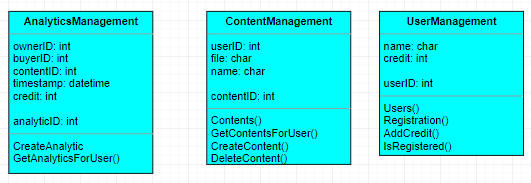 AnalyticsManagement
ownerID: int
buyerID: int
contentID: int
timestamp: datetime
credit: int
analyticID: int
CreateAnalytic
GetAnalyticsForUser()
ContentManagement
userID: int
file: char
name: char
contentID: int
Contents()
GetContentsForUser()
CreateContent()
DeleteContent()
UserManagement
name: char
credit: int
userID: int
Users()
Registration()
AddCredit()
IsRegistered()